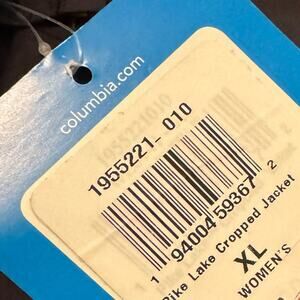 columbia.com
1955221_010
1 94004 59367 2
Pike Lake Cropped Jacket
XL
WOMEN'S